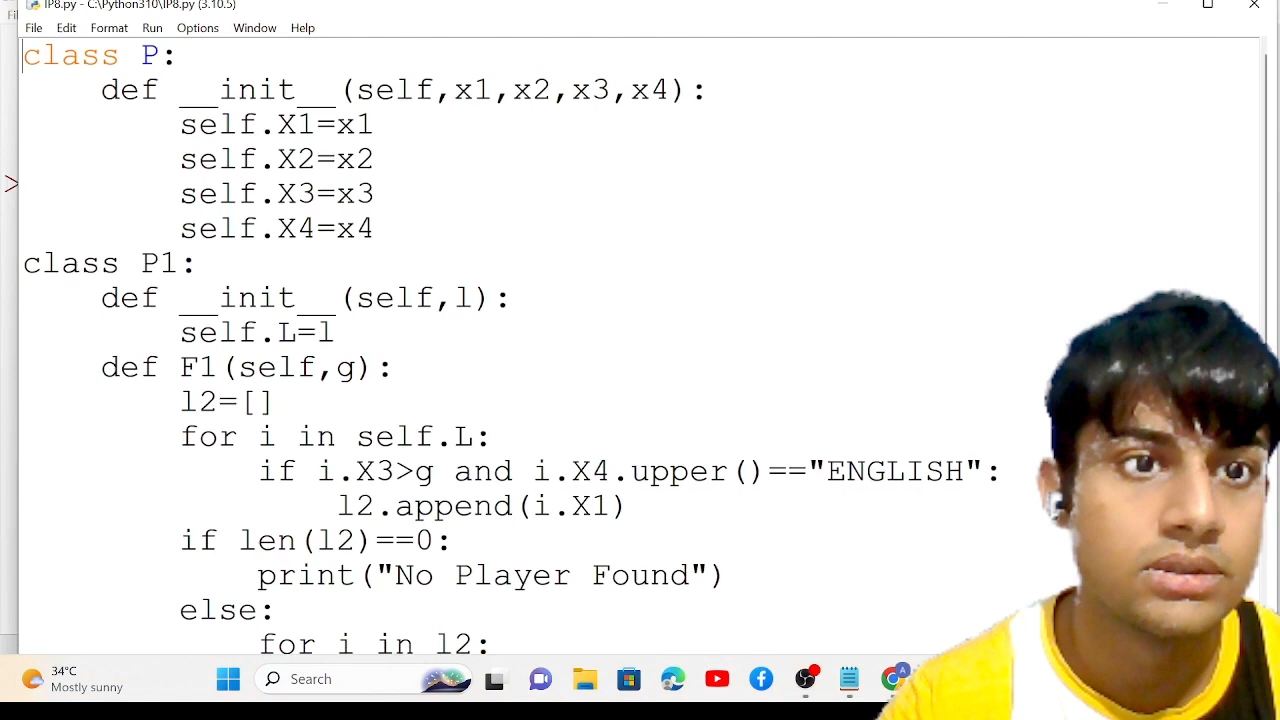 IP8.py - C:\Python310\IP8.py (3.10.5)
File Edit Format Run Options Window Help
class P:
    def __init__(self,x1,x2,x3,x4):
        self.X1=x1
        self.X2=x2
        self.X3=x3
        self.X4=x4
class P1:
    def __init__(self,l):
        self.L=l
    def F1(self,g):
        l2=[]
        for i in self.L:
            if i.X3>g and i.X4.upper()=="ENGLISH":
                l2.append(i.X1)
        if len(l2)==0:
            print("No Player Found")
        else:
            for i in l2:
34°C
Mostly sunny
Search